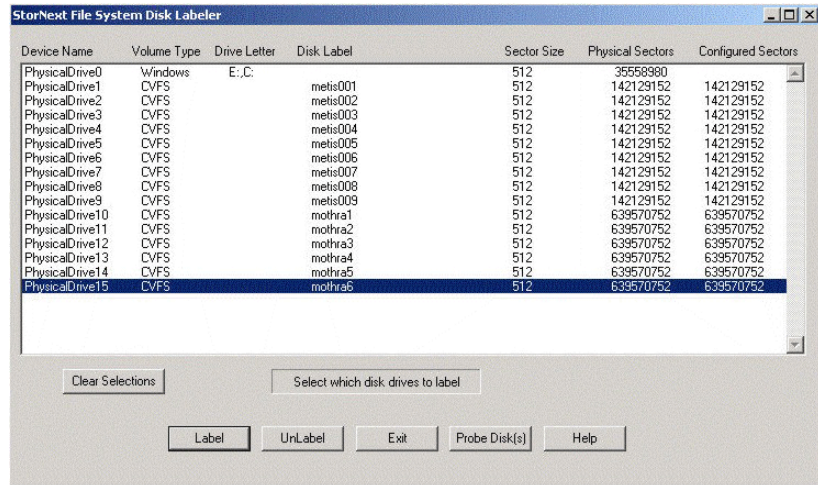 StorNext File System Disk Labeler
Device Name Volume Type Drive Letter Disk Label Sector Size Physical Sectors Configured Sectors
PhysicalDrive0 Windows E:,C: 512 35558980
PhysicalDrive1 CVFS metis001 512 142129152 142129152
PhysicalDrive2 CVFS metis002 512 142129152 142129152
PhysicalDrive3 CVFS metis003 512 142129152 142129152
PhysicalDrive4 CVFS metis004 512 142129152 142129152
PhysicalDrive5 CVFS metis005 512 142129152 142129152
PhysicalDrive6 CVFS metis006 512 142129152 142129152
PhysicalDrive7 CVFS metis007 512 142129152 142129152
PhysicalDrive8 CVFS metis008 512 142129152 142129152
PhysicalDrive9 CVFS metis009 512 142129152 142129152
PhysicalDrive10 CVFS mothra1 512 639570752 639570752
PhysicalDrive11 CVFS mothra2 512 639570752 639570752
PhysicalDrive12 CVFS mothra3 512 639570752 639570752
PhysicalDrive13 CVFS mothra4 512 639570752 639570752
PhysicalDrive14 CVFS mothra5 512 639570752 639570752
PhysicalDrive15 CVFS mothra6 512 639570752 639570752
Clear Selections Select which disk drives to label
Label UnLabel Exit Probe Disk(s) Help